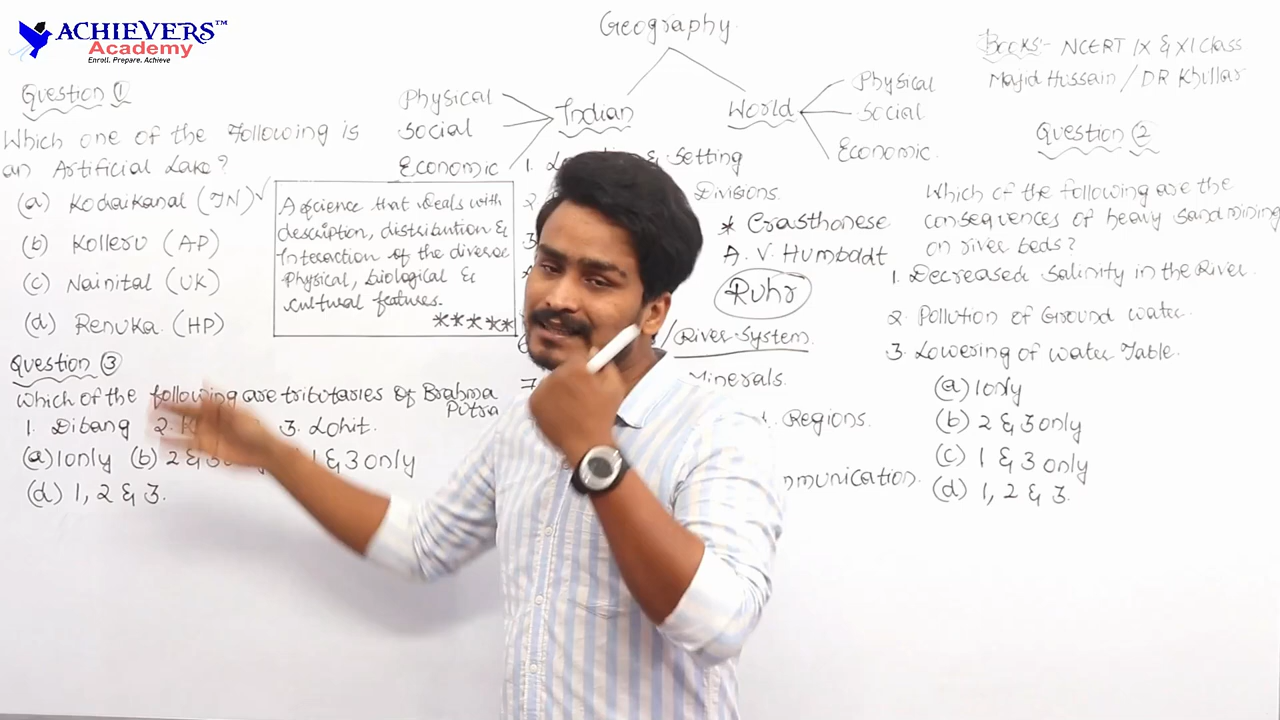 ACHIEVERS™
Academy
Enroll. Prepare. Achieve
Geography.
Indian
World
Physical
Social
Economic
Physical
Social
Economic.
Books:- NCERT IX & XI Class
Majid Hussain / DR Khullar
Question ①
Which one of the Following is
an Artificial Lake?
(a) Kodaikanal (TN) ✓
(b) Kolleru (AP)
(c) Nainital (UK)
(d) Renuka (HP)
A science that deals with
description, distribution &
Interaction of the diverse
Physical, biological &
cultural features.
*****
1. & Setting
2. Divisions.
3.
* Erasthonese
A. V. Humboldt
Ruhr
/River System.
7. Minerals.
Regions.
Question ②
Which of the following are the
consequences of heavy Sand mining
on river beds?
1. Decreased Salinity in the River.
2. Pollution of Ground water.
3. Lowering of water Table.
(a) 1 only
(b) 2 & 3 only
(c) 1 & 3 only
(d) 1, 2 & 3.
Question ③
Which of the following are tributaries of Brahma
Putra
1. Dibang 2. 3. Lohit.
(a) 1 only (b) 2 & 1 & 3 only
(d) 1, 2 & 3.